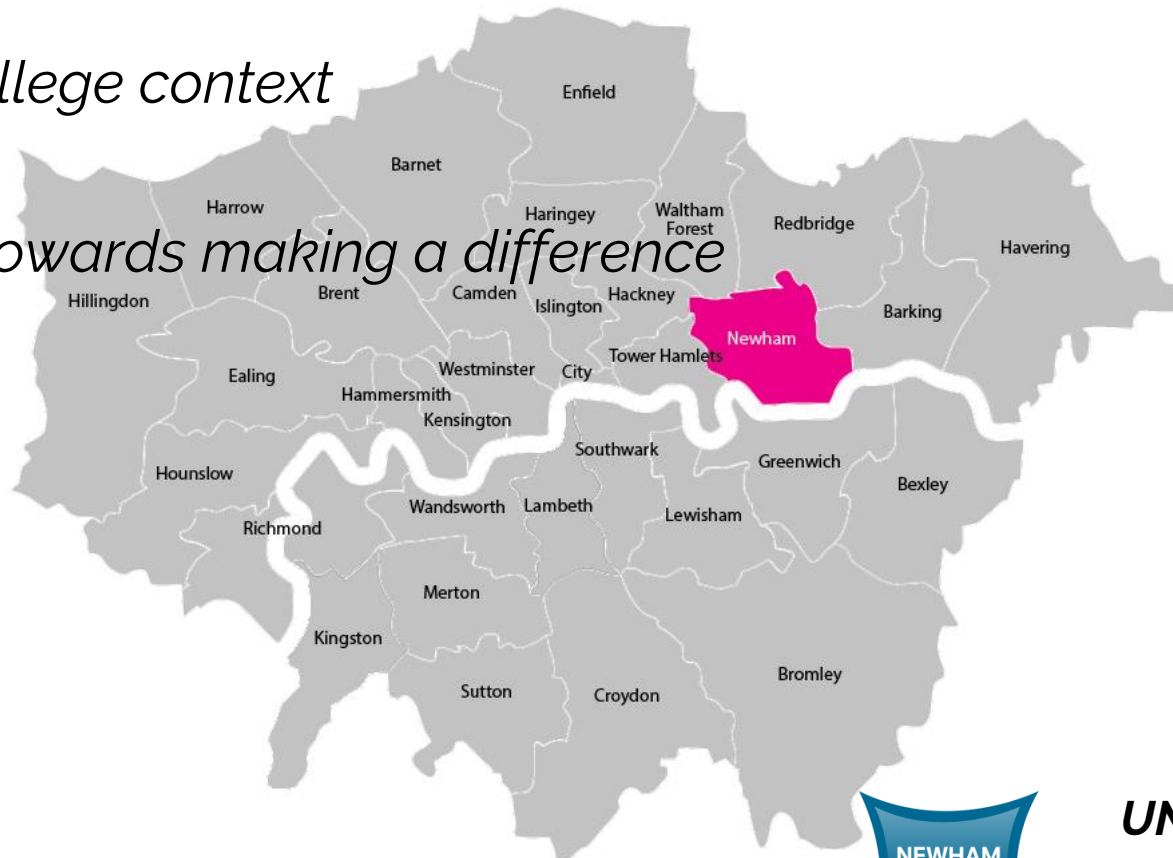 llege context
Enfield
Barnet
Harrow
Haringey
Waltham
Forest
Redbridge
Havering
owards making a difference
Hillingdon
Brent
Camden
Islington
Hackney
Barking
Newham
Tower Hamlets
Westminster
City
Ealing
Hammersmith
Kensington
Southwark
Greenwich
Hounslow
Bexley
Wandsworth
Lambeth
Lewisham
Richmond
Merton
Kingston
Bromley
Sutton
Croydon
UN
NEWHAM